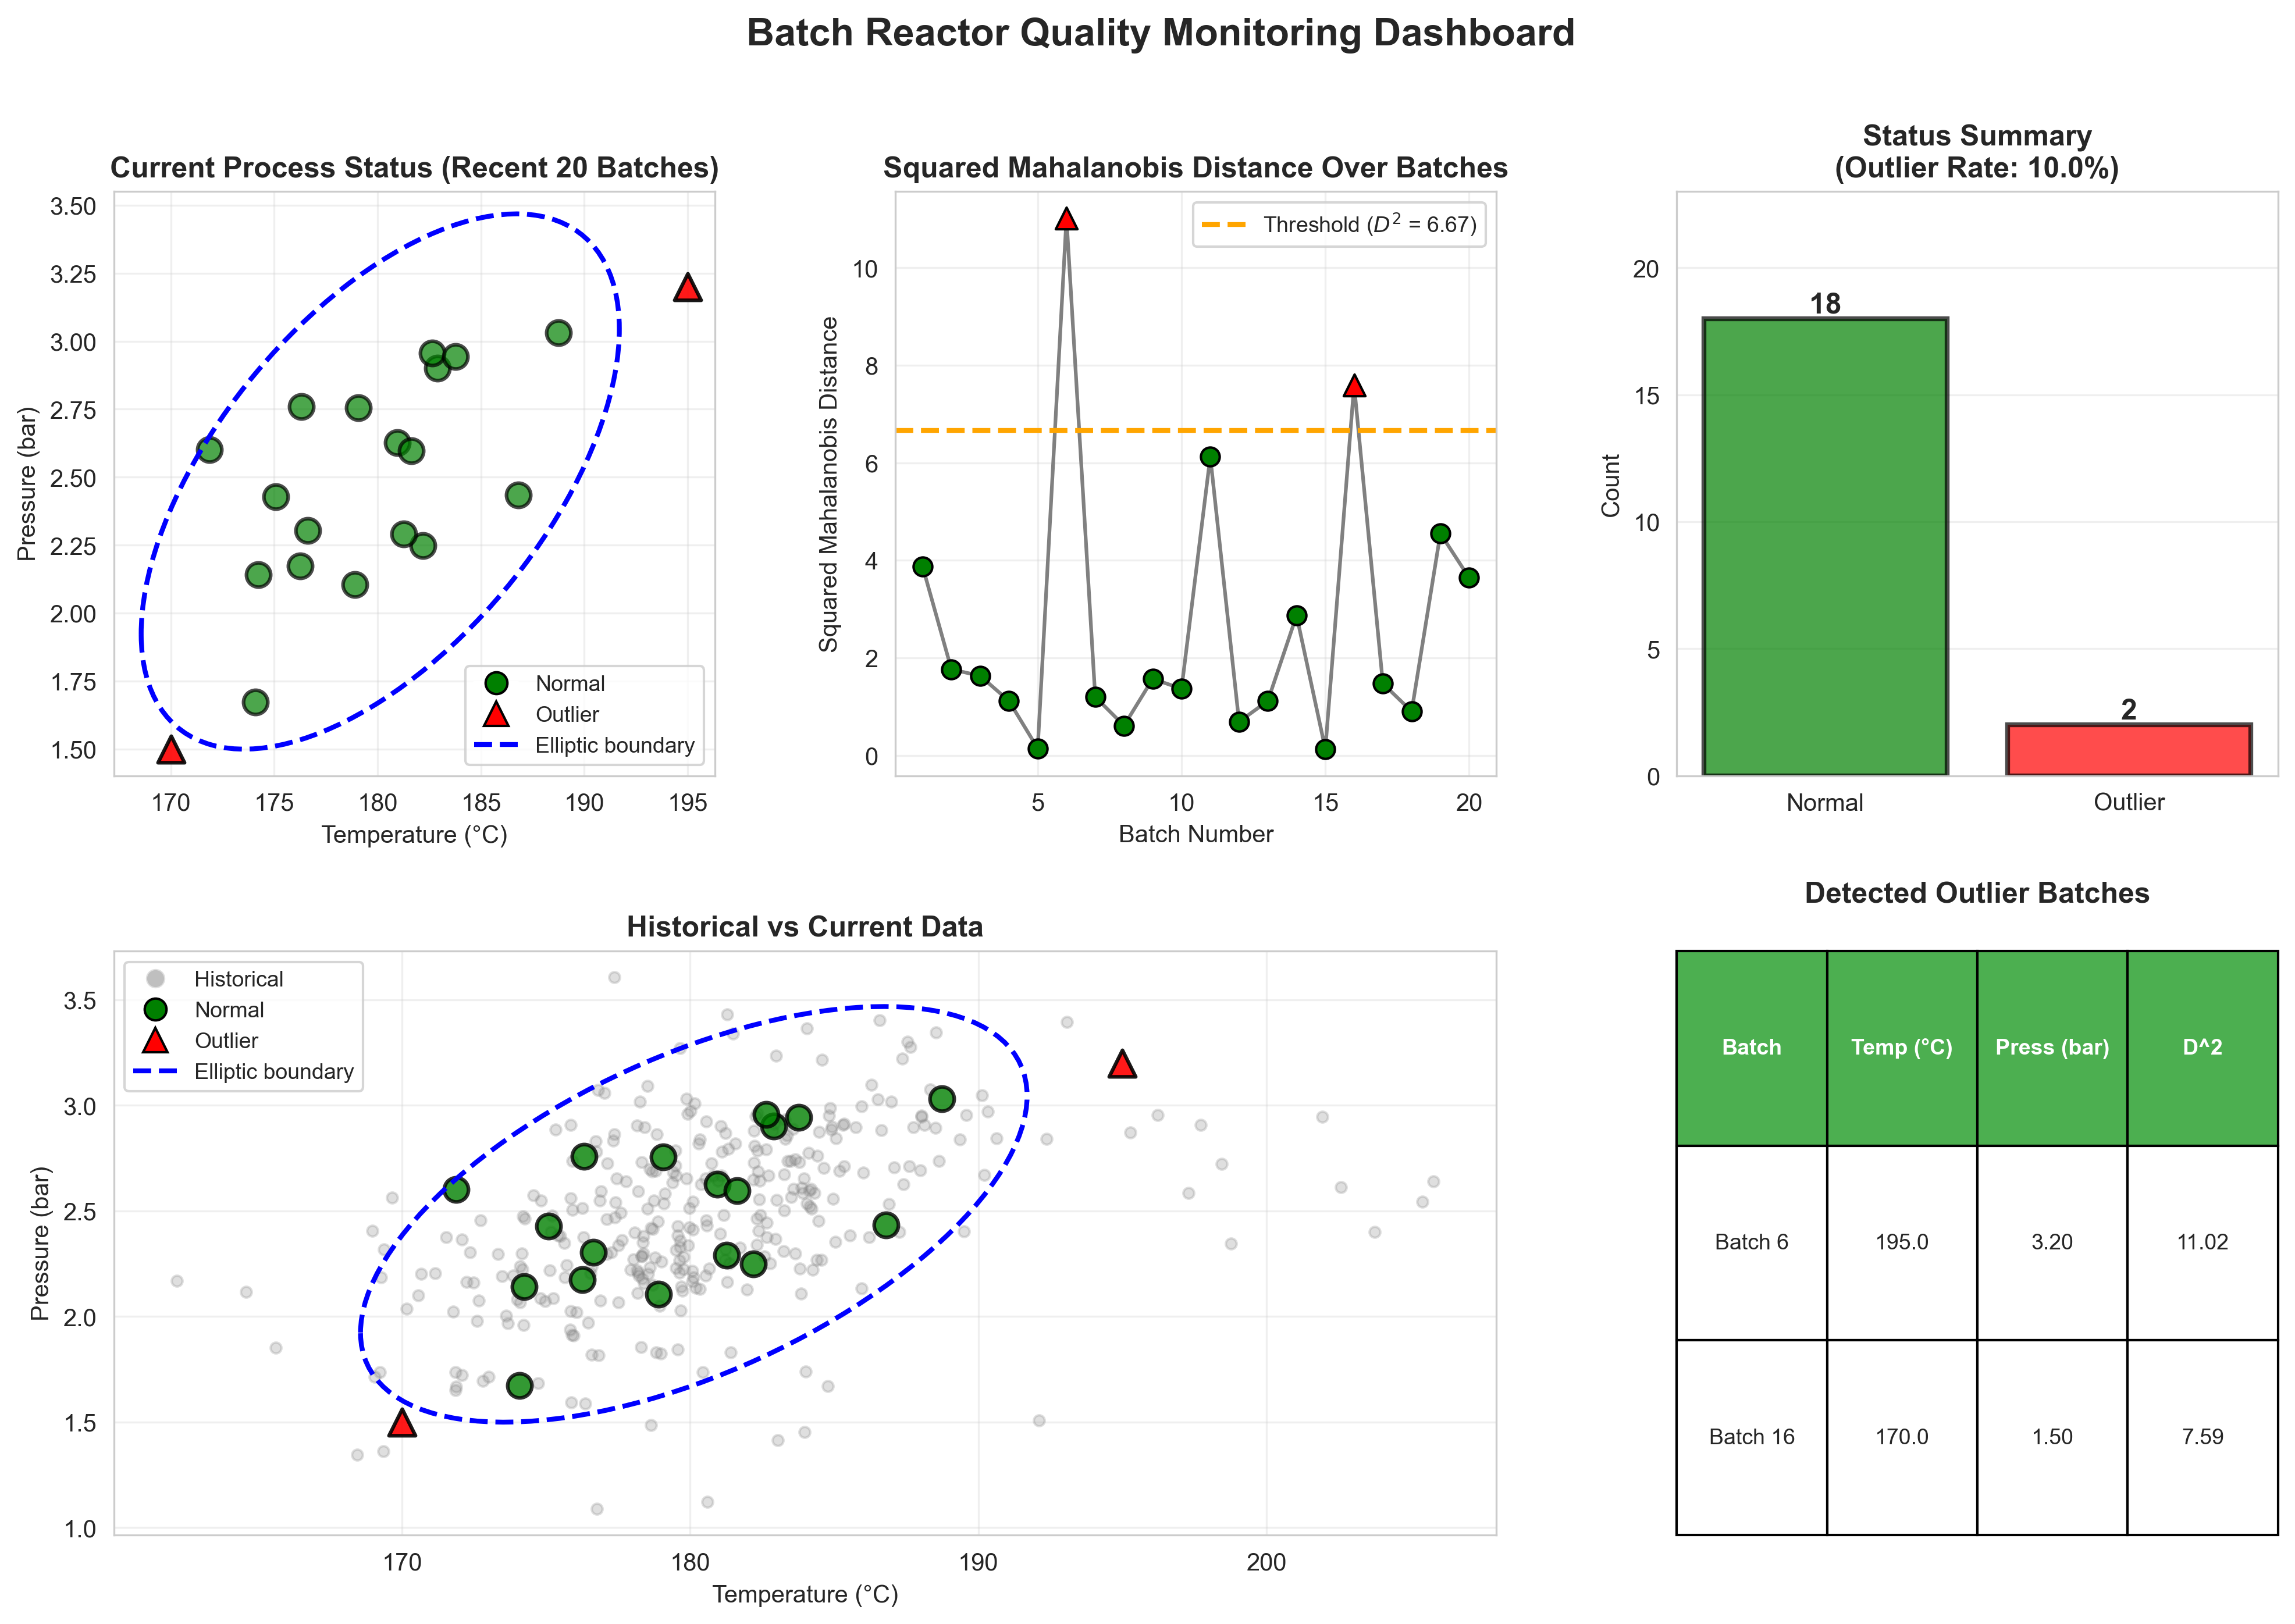 Batch Reactor Quality Monitoring Dashboard
Current Process Status (Recent 20 Batches)
Pressure (bar)
3.50
3.25
3.00
2.75
2.50
2.25
2.00
1.75
1.50
Normal
Outlier
Elliptic boundary
170 175 180 185 190 195
Temperature (°C)
Squared Mahalanobis Distance Over Batches
Squared Mahalanobis Distance
10
8
6
4
2
0
Threshold (D² = 6.67)
5 10 15 20
Batch Number
Status Summary
(Outlier Rate: 10.0%)
Count
20
15
10
5
0
18
2
Normal Outlier
Historical vs Current Data
Pressure (bar)
3.5
3.0
2.5
2.0
1.5
1.0
Historical
Normal
Outlier
Elliptic boundary
170 180 190 200
Temperature (°C)
Detected Outlier Batches
Batch Temp (°C) Press (bar) D^2
Batch 6 195.0 3.20 11.02
Batch 16 170.0 1.50 7.59